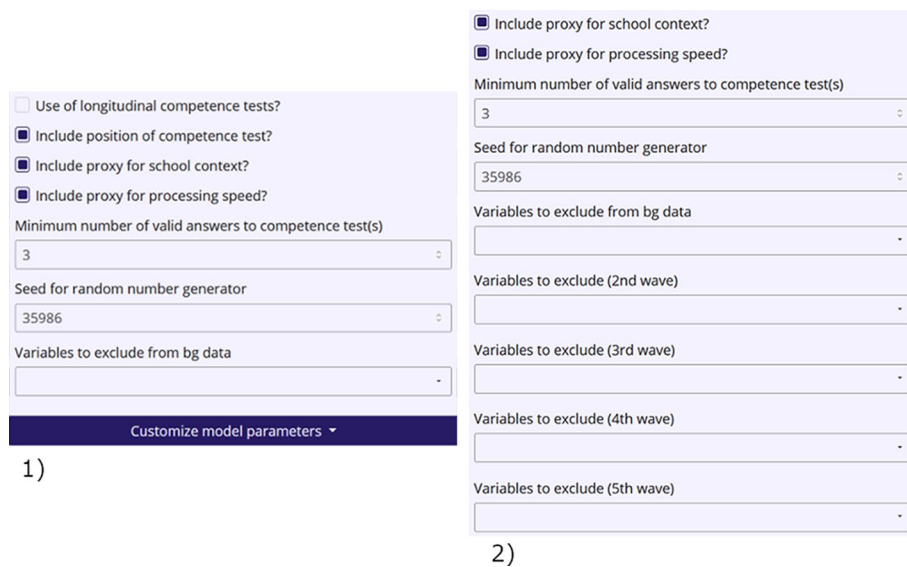 Use of longitudinal competence tests?
Include position of competence test?
Include proxy for school context?
Include proxy for processing speed?
Minimum number of valid answers to competence test(s)
3
Seed for random number generator
35986
Variables to exclude from bg data
Customize model parameters
1)
Include proxy for school context?
Include proxy for processing speed?
Minimum number of valid answers to competence test(s)
3
Seed for random number generator
35986
Variables to exclude from bg data
Variables to exclude (2nd wave)
Variables to exclude (3rd wave)
Variables to exclude (4th wave)
Variables to exclude (5th wave)
2)